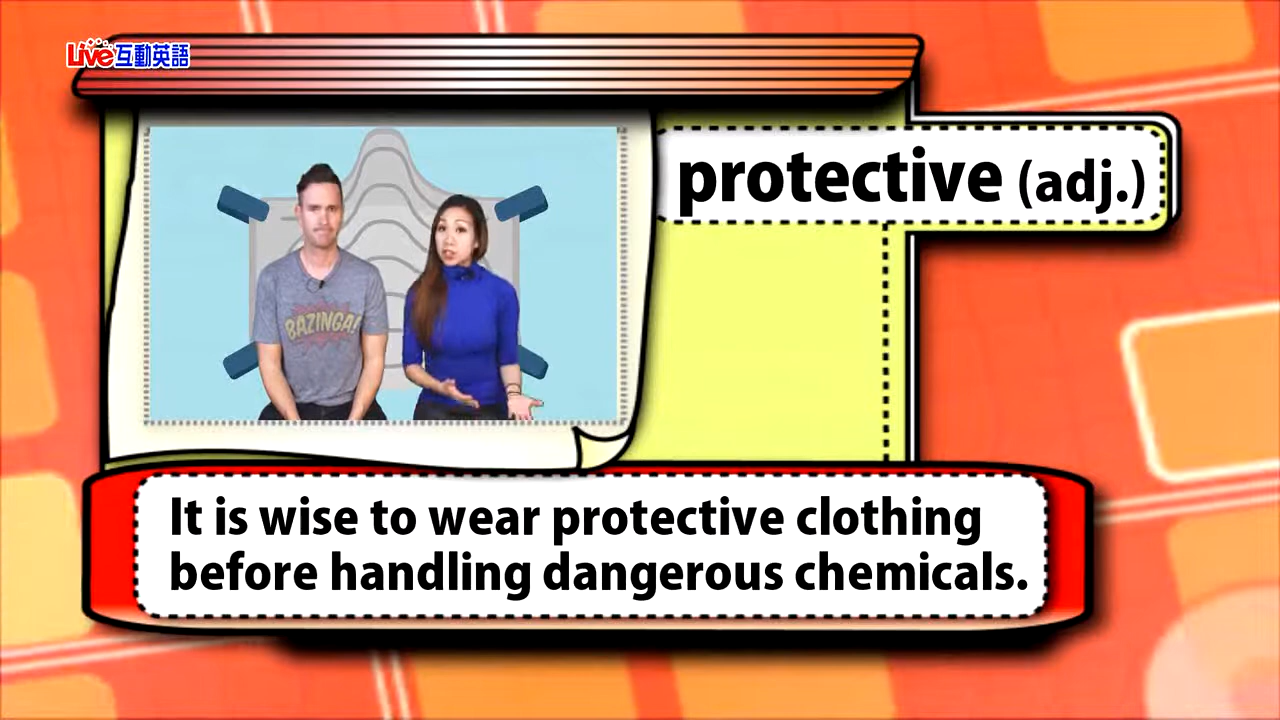 Live互動英語
protective (adj.)
BAZINGA!
It is wise to wear protective clothing
before handling dangerous chemicals.